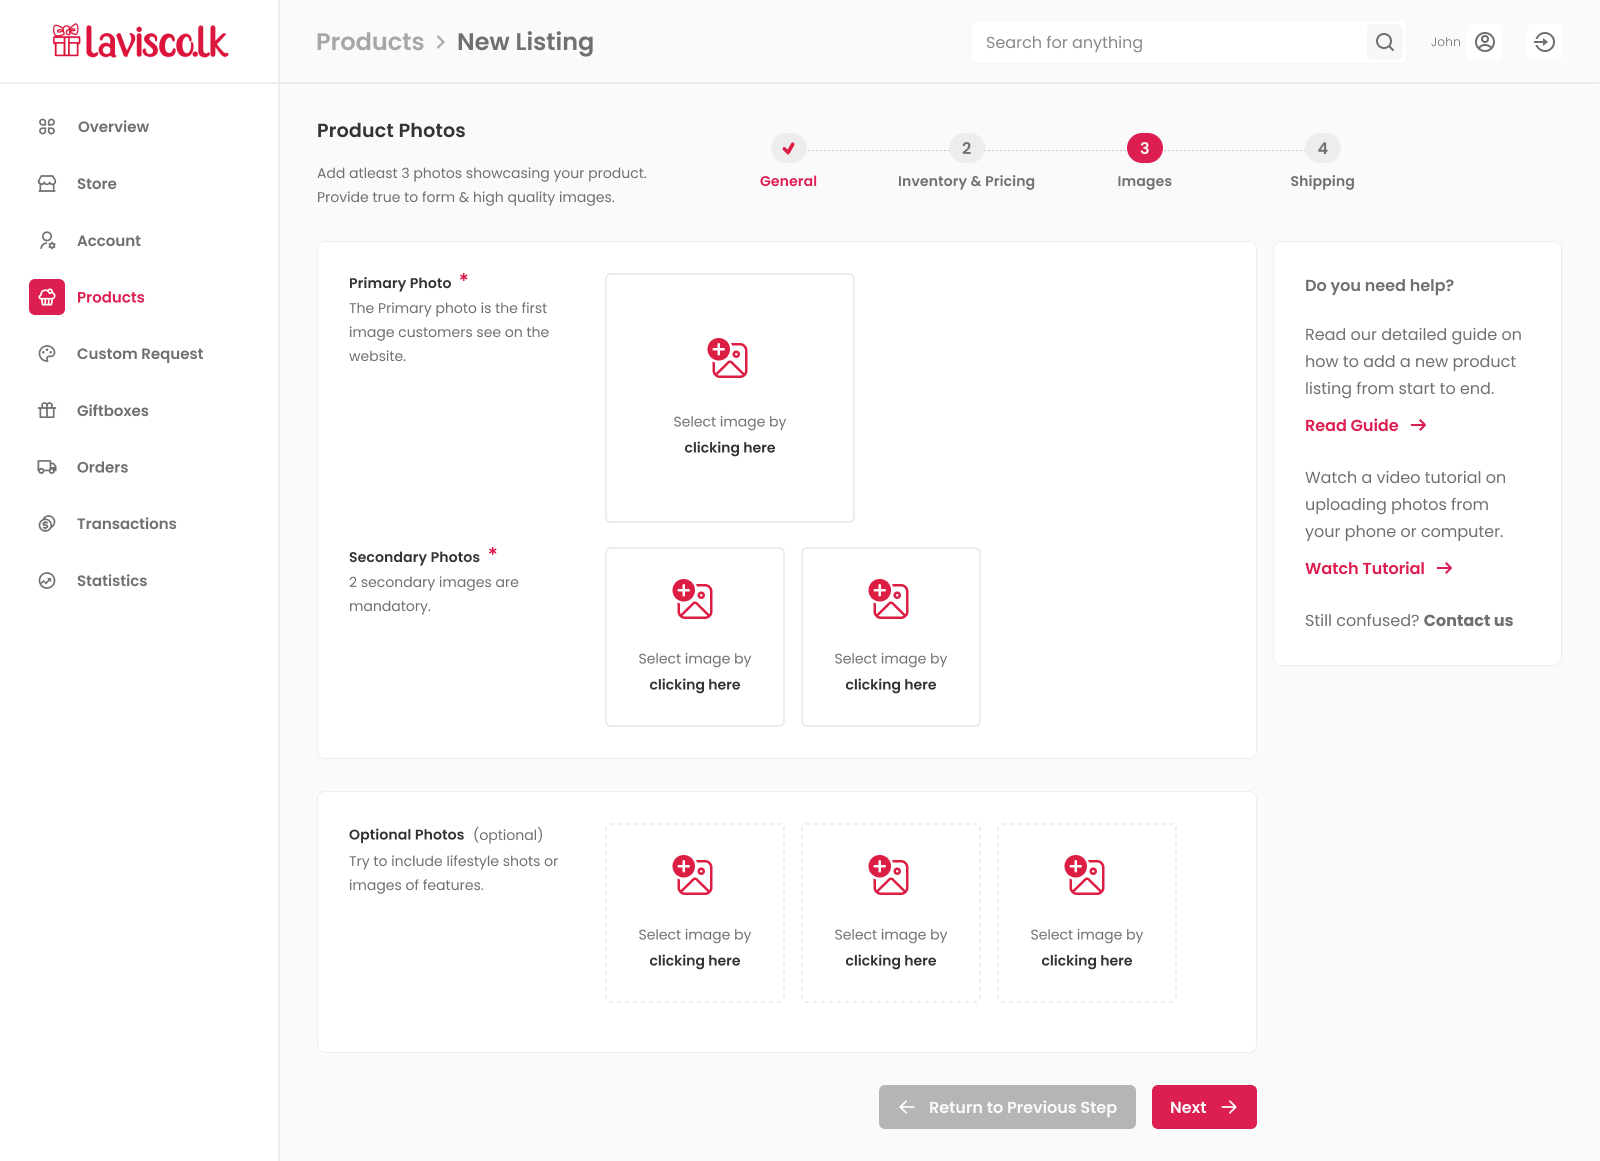 Lavisco.lk
Products > New Listing
Search for anything
John
Overview
Store
Account
Products
Custom Request
Giftboxes
Orders
Transactions
Statistics
Product Photos
Add atleast 3 photos showcasing your product.
Provide true to form & high quality images.
General
2
Inventory & Pricing
3
Images
4
Shipping
Primary Photo *
The Primary photo is the first
image customers see on the
website.
Select image by
clicking here
Secondary Photos *
2 secondary images are
mandatory.
Select image by
clicking here
Select image by
clicking here
Optional Photos (optional)
Try to include lifestyle shots or
images of features.
Select image by
clicking here
Select image by
clicking here
Select image by
clicking here
Do you need help?
Read our detailed guide on
how to add a new product
listing from start to end.
Read Guide →
Watch a video tutorial on
uploading photos from
your phone or computer.
Watch Tutorial →
Still confused? Contact us
← Return to Previous Step
Next →